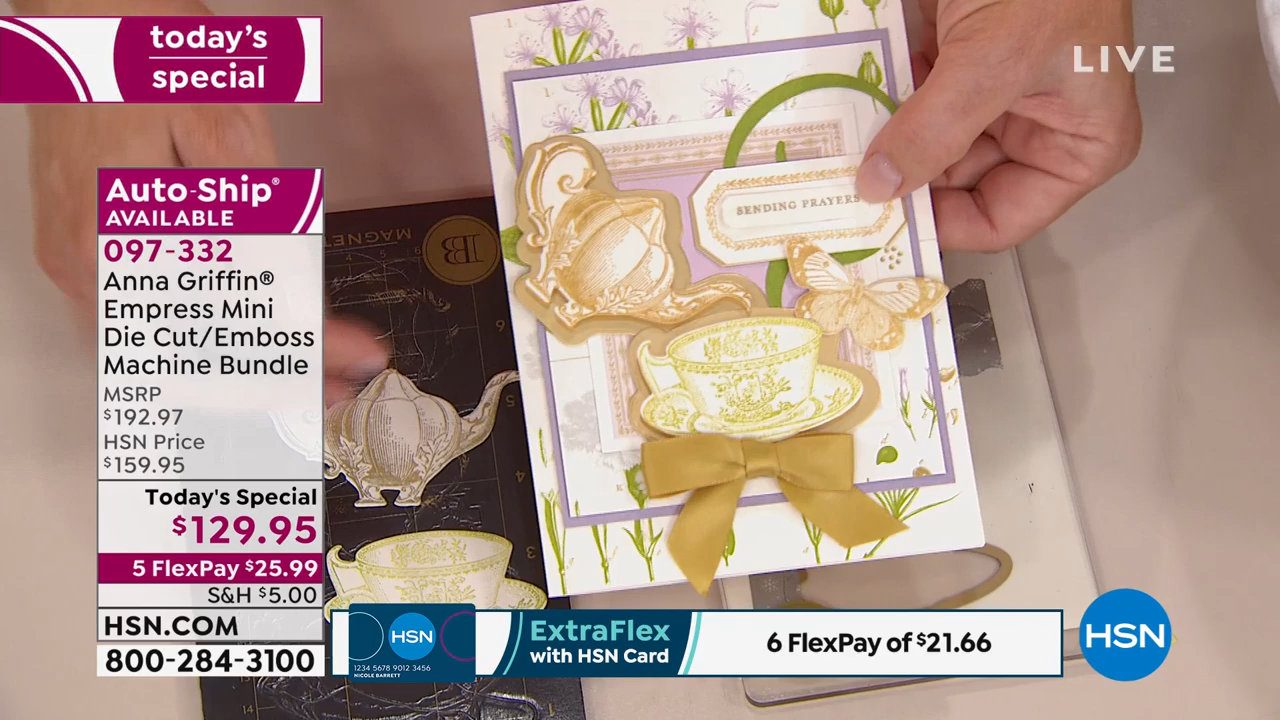 today's
special
LIVE
Auto-Ship®
AVAILABLE
097-332
Anna Griffin®
Empress Mini
Die Cut/Emboss
Machine Bundle
MSRP
$192.97
HSN Price
$159.95
Today's Special
$129.95
5 FlexPay $25.99
S&H $5.00
HSN.COM
800-284-3100
SENDING PRAYERS
MAGNET
HSN
1234 5678 9012 3456
NICOLE BARRETT
ExtraFlex
with HSN Card
6 FlexPay of $21.66
HSN